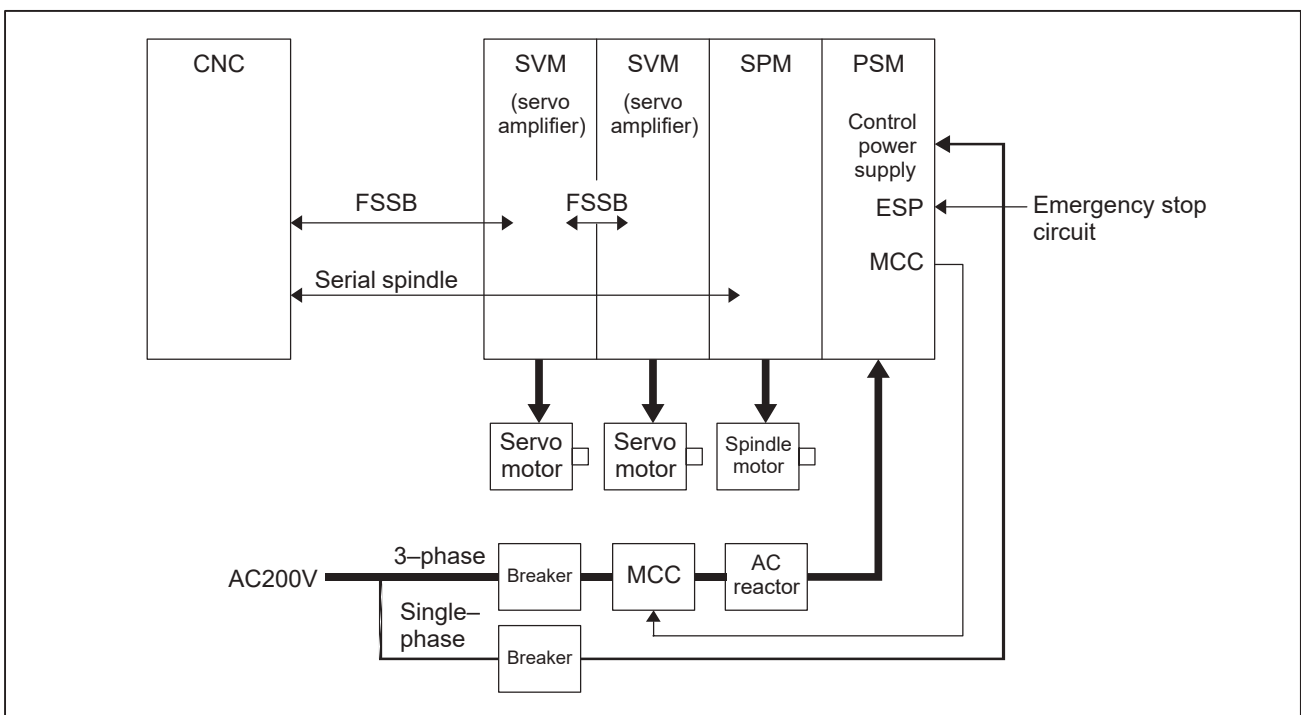 CNC
SVM
(servo
amplifier)
SVM
(servo
amplifier)
SPM
PSM
Control
power
supply
ESP
MCC
Emergency stop
circuit
FSSB
FSSB
Serial spindle
Servo
motor
Servo
motor
Spindle
motor
AC200V
3–phase
Breaker
MCC
AC
reactor
Single–
phase
Breaker